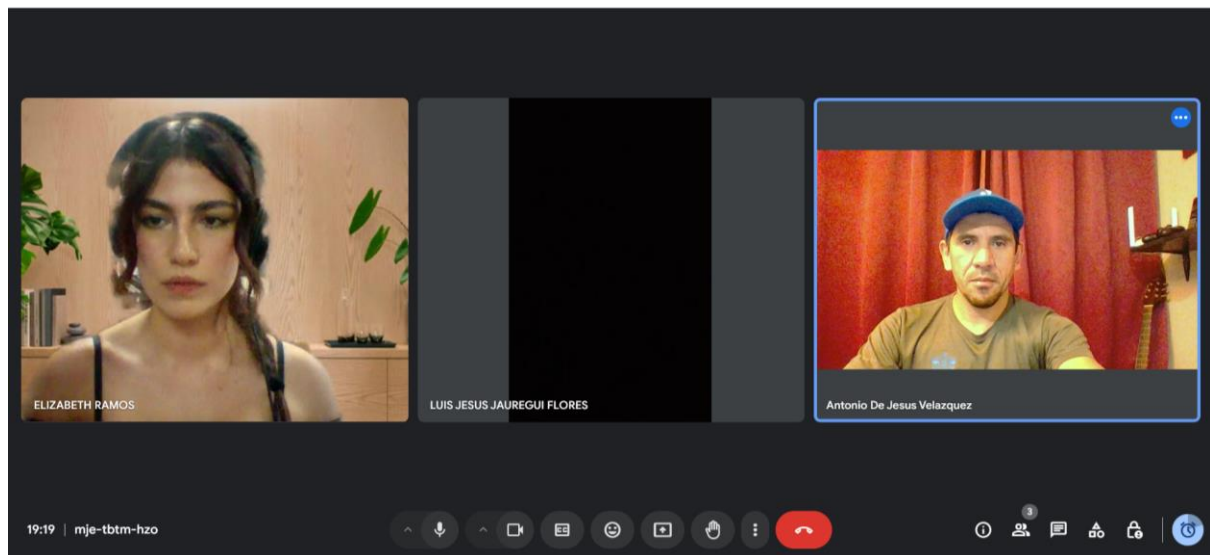 ELIZABETH RAMOS
LUIS JESUS JAUREGUI FLORES
Antonio De Jesus Velazquez
3
19:19 | mje-tbtm-hzo